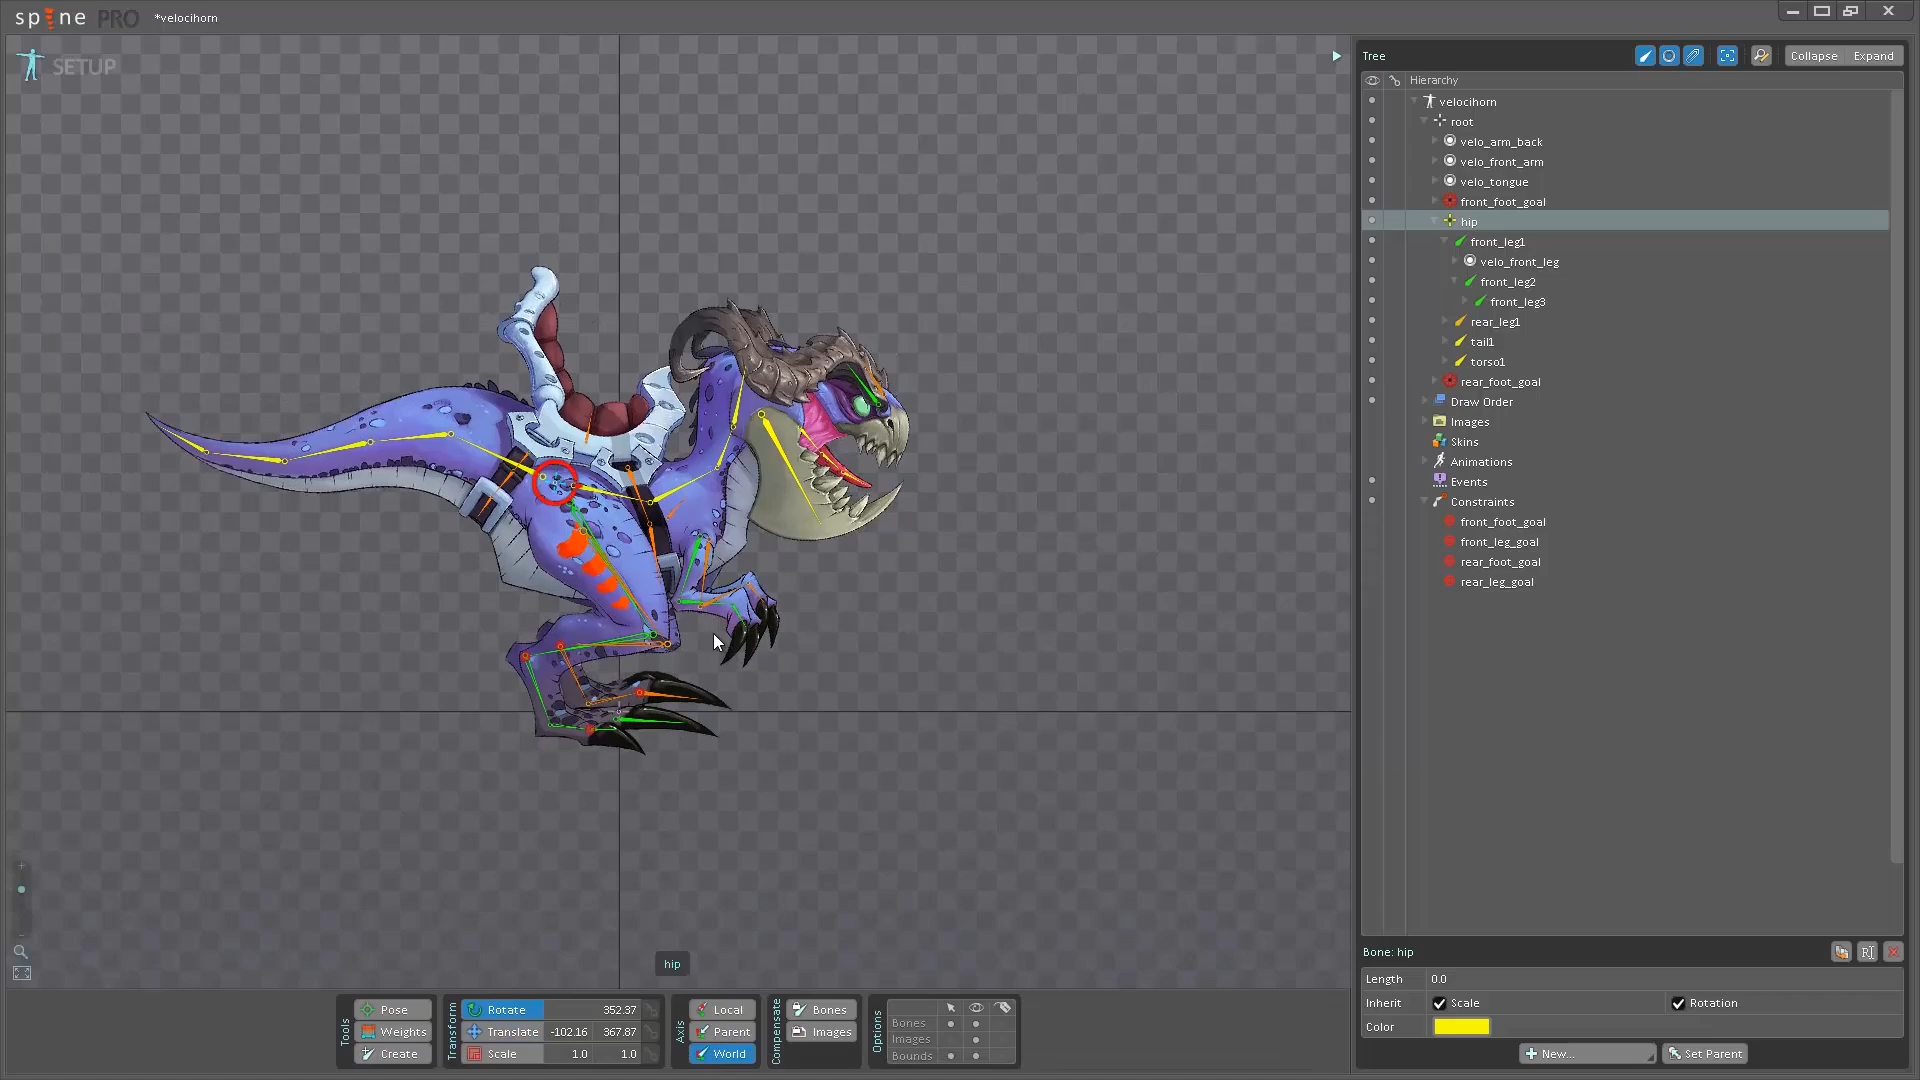 spine PRO *velocihorn
SETUP
Tree
Collapse Expand
Hierarchy
velocihorn
root
velo_arm_back
velo_front_arm
velo_tongue
front_foot_goal
hip
front_leg1
velo_front_leg
front_leg2
front_leg3
rear_leg1
tail1
torso1
rear_foot_goal
Draw Order
Images
Skins
Animations
Events
Constraints
front_foot_goal
front_leg_goal
rear_foot_goal
rear_leg_goal
hip
Bone: hip
Length 0.0
Inherit Scale Rotation
Color
New... Set Parent
Tools
Pose
Weights
Create
Transform
Rotate 352.37
Translate -102.16 367.87
Scale 1.0 1.0
Axis
Local
Parent
World
Compensate
Bones
Images
Options
Bones
Images
Bounds